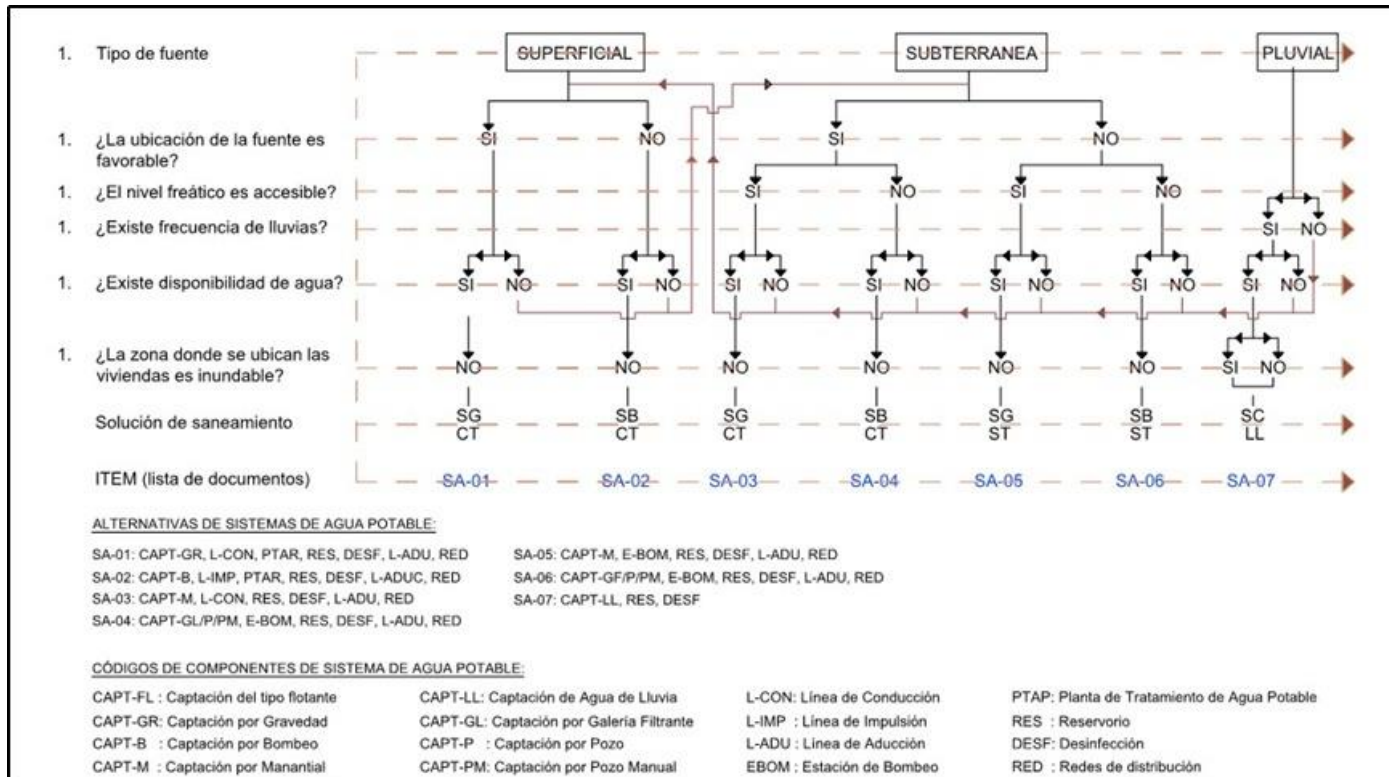 1. Tipo de fuente SUPERFICIAL SUBTERRANEA PLUVIAL
1. ¿La ubicación de la fuente es favorable? SI NO SI NO
1. ¿El nivel freático es accesible? SI NO SI NO
1. ¿Existe frecuencia de lluvias? SI NO
1. ¿Existe disponibilidad de agua? SI NO SI NO SI NO SI NO SI NO SI NO SI NO
1. ¿La zona donde se ubican las viviendas es inundable? NO NO NO NO NO NO SI NO
Solución de saneamiento
SG SB SG SB SG SB SC
CT CT CT CT ST ST LL
ITEM (lista de documentos) SA-01 SA-02 SA-03 SA-04 SA-05 SA-06 SA-07
ALTERNATIVAS DE SISTEMAS DE AGUA POTABLE:
SA-01: CAPT-GR, L-CON, PTAR, RES, DESF, L-ADU, RED
SA-02: CAPT-B, L-IMP, PTAR, RES, DESF, L-ADUC, RED
SA-03: CAPT-M, L-CON, RES, DESF, L-ADU, RED
SA-04: CAPT-GL/P/PM, E-BOM, RES, DESF, L-ADU, RED
SA-05: CAPT-M, E-BOM, RES, DESF, L-ADU, RED
SA-06: CAPT-GF/P/PM, E-BOM, RES, DESF, L-ADU, RED
SA-07: CAPT-LL, RES, DESF
CÓDIGOS DE COMPONENTES DE SISTEMA DE AGUA POTABLE:
CAPT-FL : Captación del tipo flotante
CAPT-GR: Captación por Gravedad
CAPT-B : Captación por Bombeo
CAPT-M : Captación por Manantial
CAPT-LL: Captación de Agua de Lluvia
CAPT-GL: Captación por Galería Filtrante
CAPT-P : Captación por Pozo
CAPT-PM: Captación por Pozo Manual
L-CON: Línea de Conducción
L-IMP : Línea de Impulsión
L-ADU : Línea de Aducción
EBOM : Estación de Bombeo
PTAP: Planta de Tratamiento de Agua Potable
RES : Reservorio
DESF: Desinfección
RED : Redes de distribución